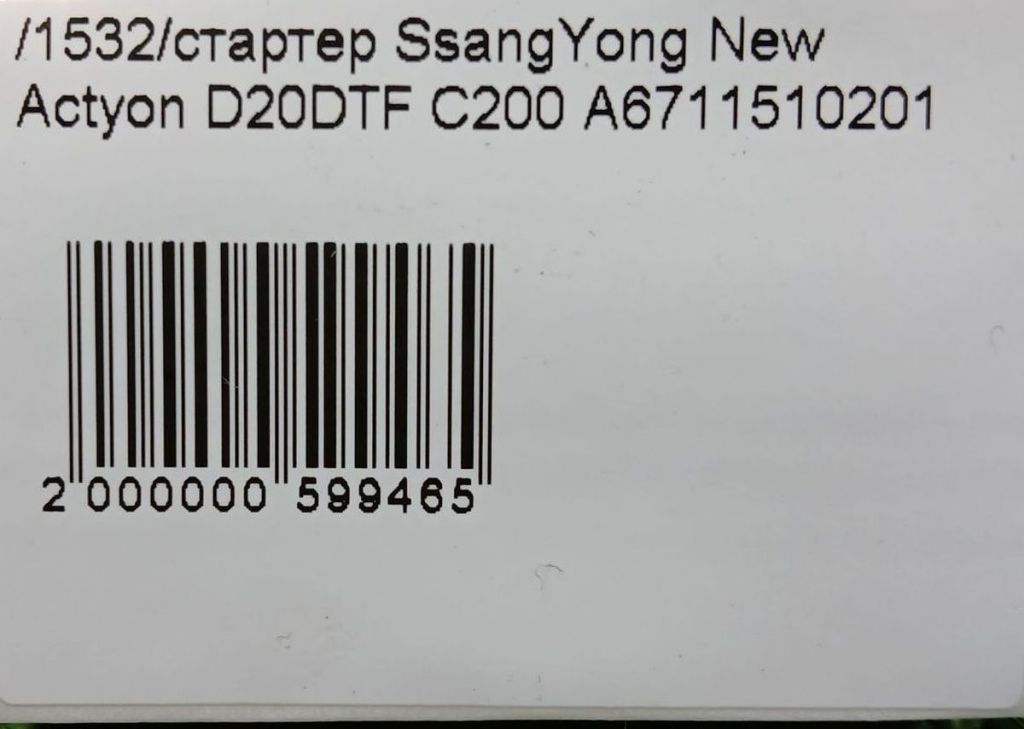 /1532/стартер SsangYong New
Actyon D20DTF C200 A6711510201
2 000000 599465